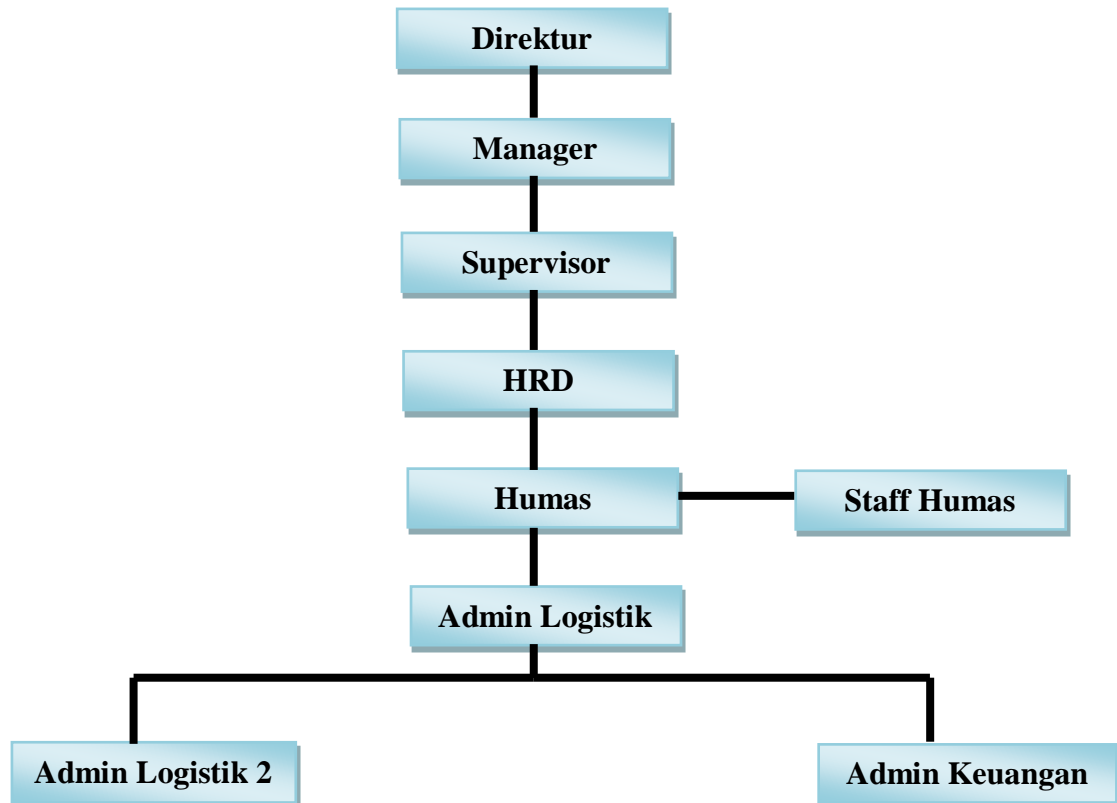 Direktur
Manager
Supervisor
HRD
Humas
Staff Humas
Admin Logistik
Admin Logistik 2
Admin Keuangan